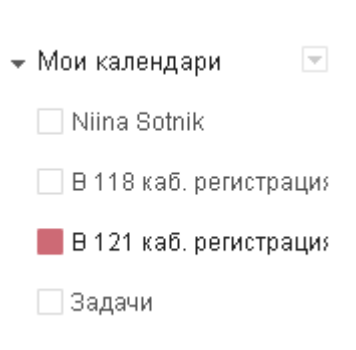 Мои календари
Niina Sotnik
В 118 каб. регистрация
В 121 каб. регистрация
Задачи